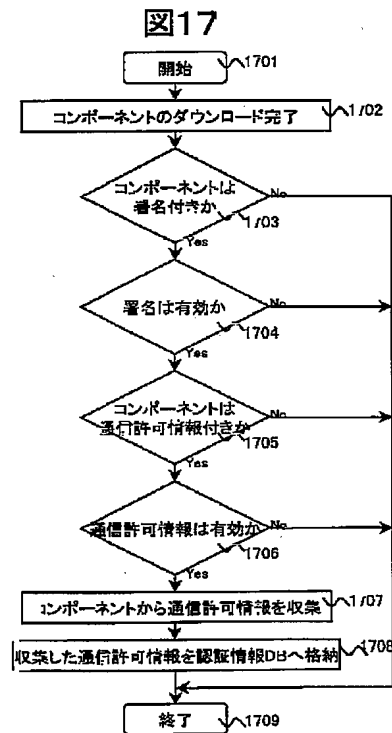 図17
開始
1701
コンポーネントのダウンロード完了
1702
コンポーネントは
署名付きか
No
1703
Yes
署名は有効か
No
1704
Yes
コンポーネントは
通信許可情報付きか
No
1705
Yes
通信許可情報は有効か
No
1706
Yes
コンポーネントから通信許可情報を収集
1707
収集した通信許可情報を認証情報DBへ格納
1708
終了
1709